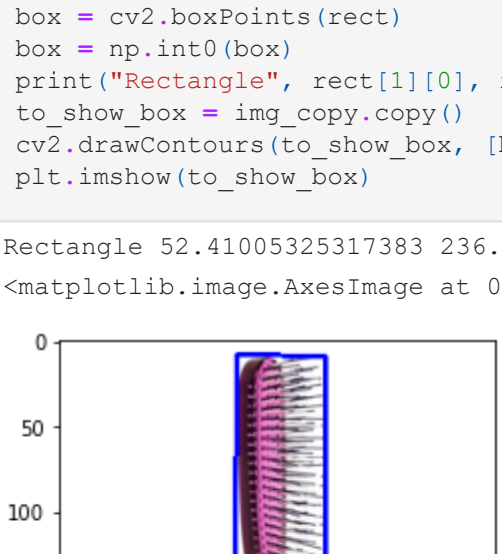 box = cv2.boxPoints(rect)
box = np.int0(box)
print("Rectangle", rect[1][0],
to_show_box = img_copy.copy()
cv2.drawContours(to_show_box, [
plt.imshow(to_show_box)
Rectangle 52.41005325317383 236.
<matplotlib.image.AxesImage at 0
0
50
100